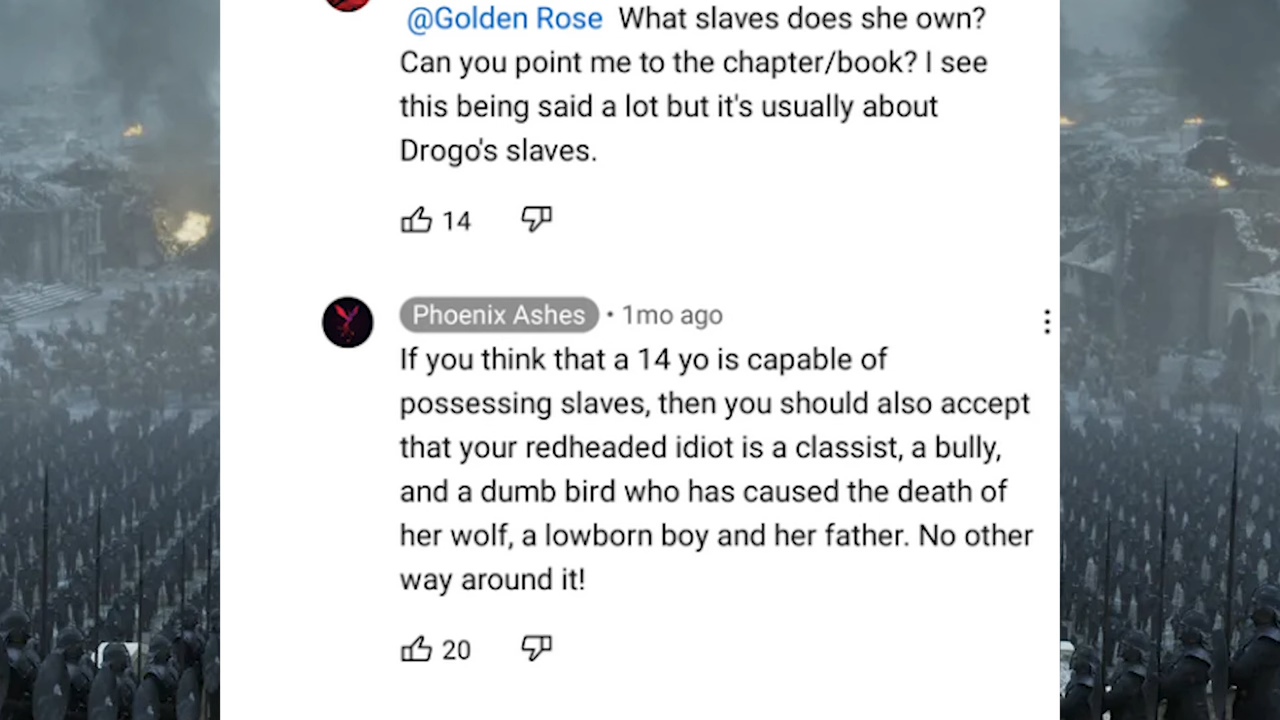 @Golden Rose What slaves does she own?
Can you point me to the chapter/book? I see
this being said a lot but it's usually about
Drogo's slaves.
14
Phoenix Ashes • 1mo ago
If you think that a 14 yo is capable of
possessing slaves, then you should also accept
that your redheaded idiot is a classist, a bully,
and a dumb bird who has caused the death of
her wolf, a lowborn boy and her father. No other
way around it!
20